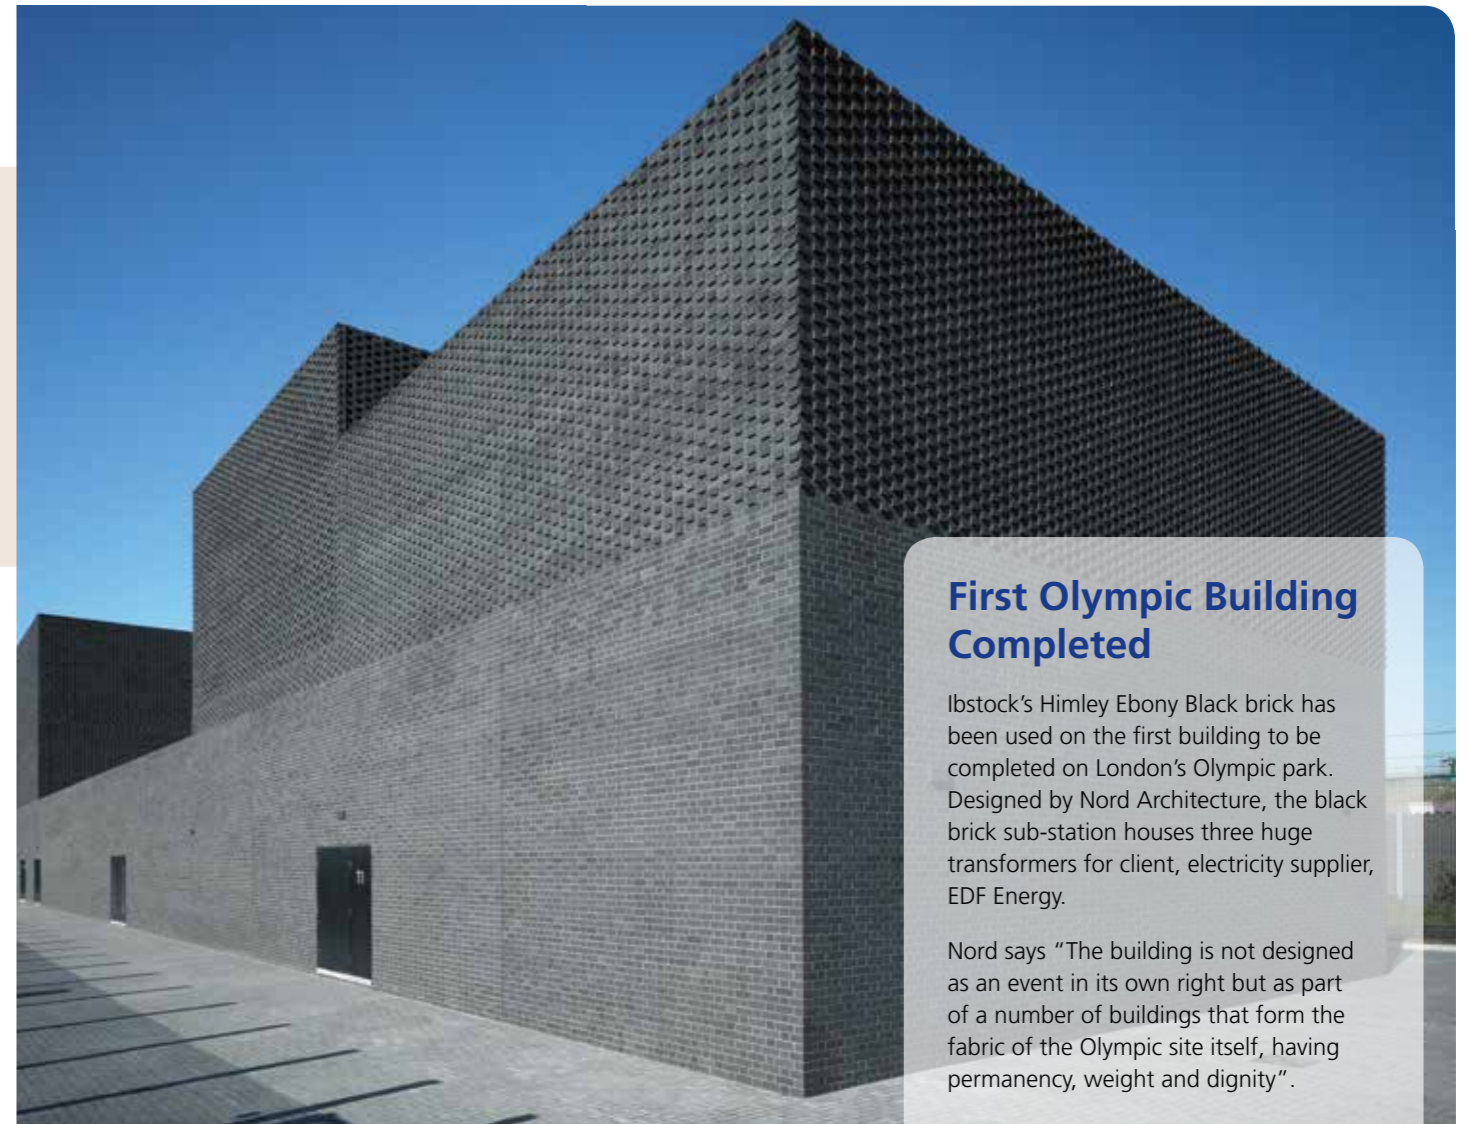 First Olympic Building
Completed
Ibstock’s Himley Ebony Black brick has
been used on the first building to be
completed on London’s Olympic park.
Designed by Nord Architecture, the black
brick sub-station houses three huge
transformers for client, electricity supplier,
EDF Energy.
Nord says “The building is not designed
as an event in its own right but as part
of a number of buildings that form the
fabric of the Olympic site itself, having
permanency, weight and dignity”.